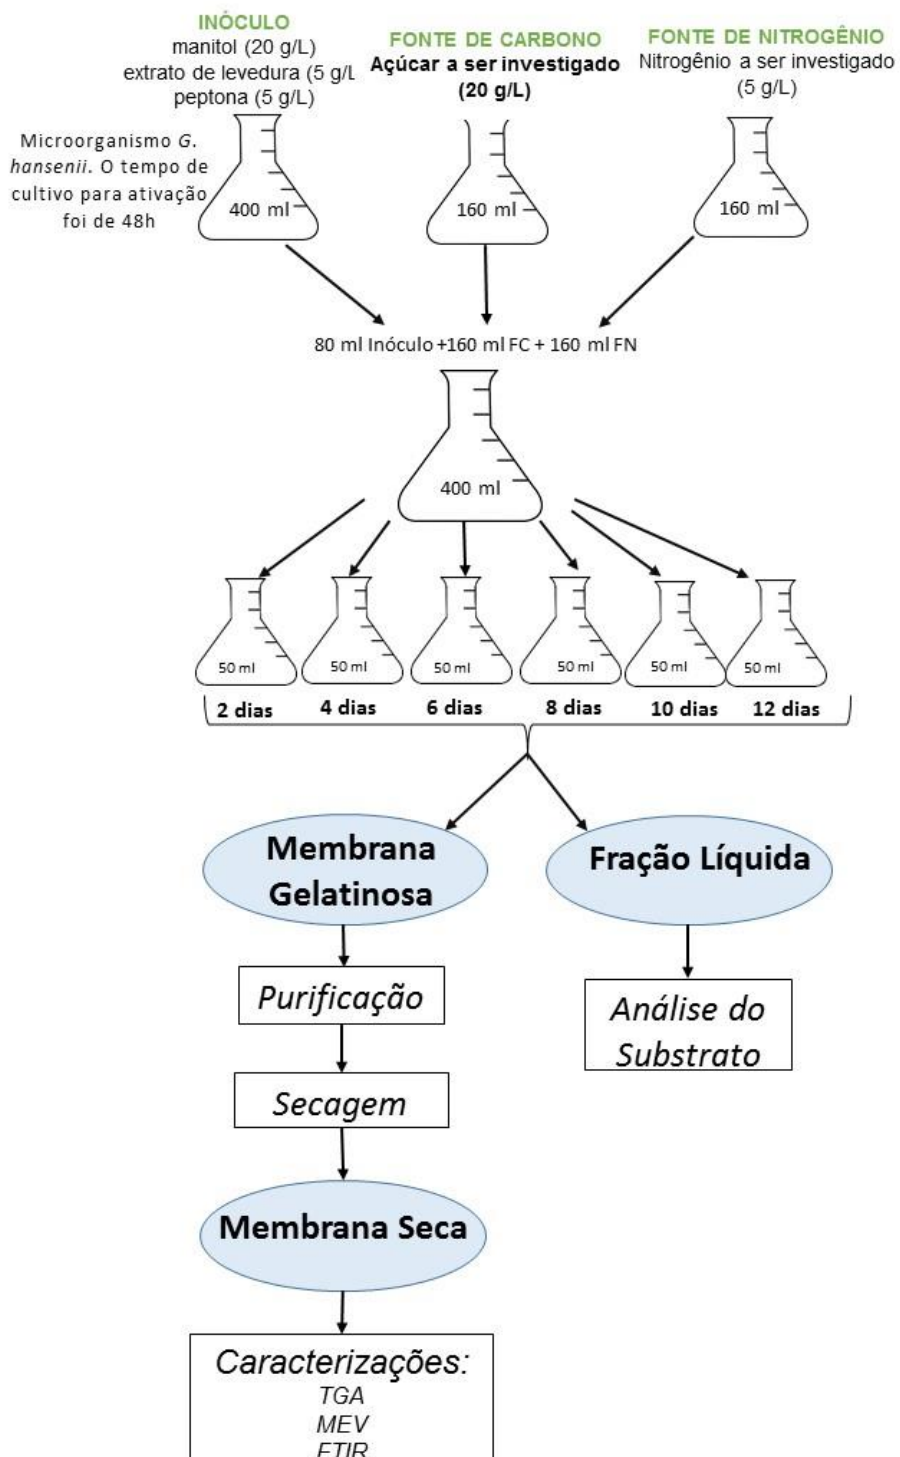 INÓCULO
manitol (20 g/L)
extrato de levedura (5 g/L
peptona (5 g/L)
FONTE DE CARBONO
Açúcar a ser investigado
(20 g/L)
FONTE DE NITROGÊNIO
Nitrogênio a ser investigado
(5 g/L)
Microorganismo G.
hansenii. O tempo de
cultivo para ativação
foi de 48h
400 ml
160 ml
160 ml
80 ml Inóculo +160 ml FC + 160 ml FN
400 ml
50 ml
50 ml
50 ml
50 ml
50 ml
50 ml
2 dias
4 dias
6 dias
8 dias
10 dias
12 dias
Membrana
Gelatinosa
Fração Líquida
Purificação
Análise do
Substrato
Secagem
Membrana Seca
Caracterizações:
TGA
MEV
FTIR